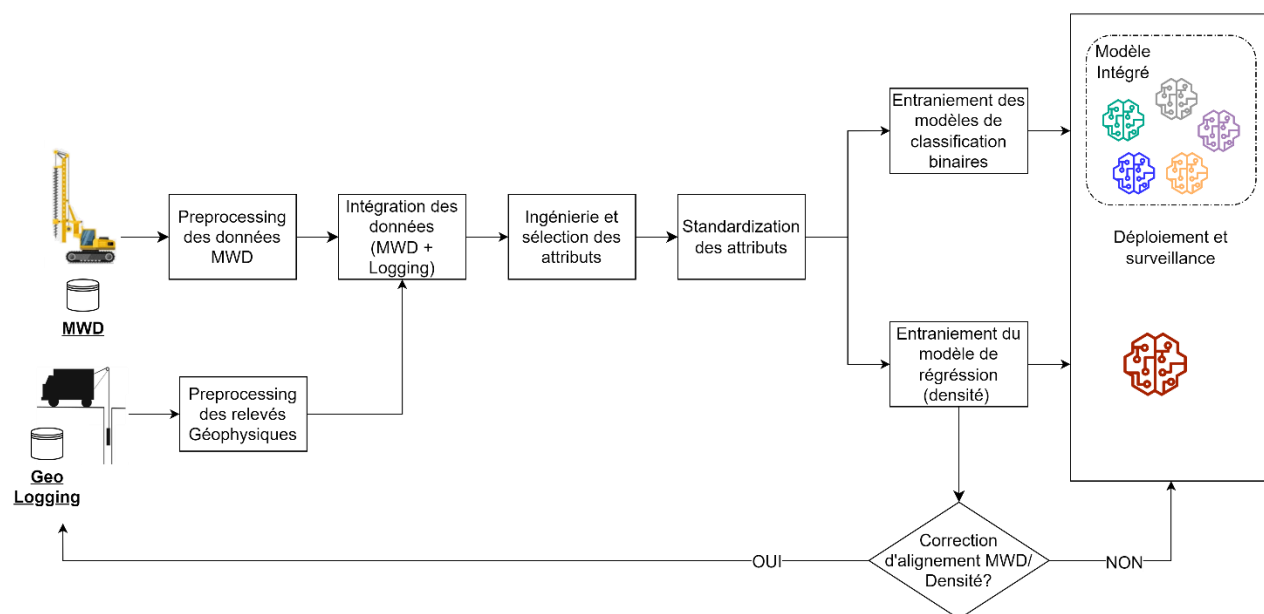 Modèle
Intégré
Entraniement des
modèles de
classification
binaires
Preprocessing
des données
MWD
Intégration des
données
(MWD +
Logging)
Ingénierie et
sélection des
attributs
Standardization
des attributs
Déploiement et
surveillance
MWD
Entraniement du
modèle de
régréssion
(densité)
Preprocessing
des relevés
Géophysiques
Geo
Logging
Correction
d'alignement MWD/
Densité?
OUI
NON